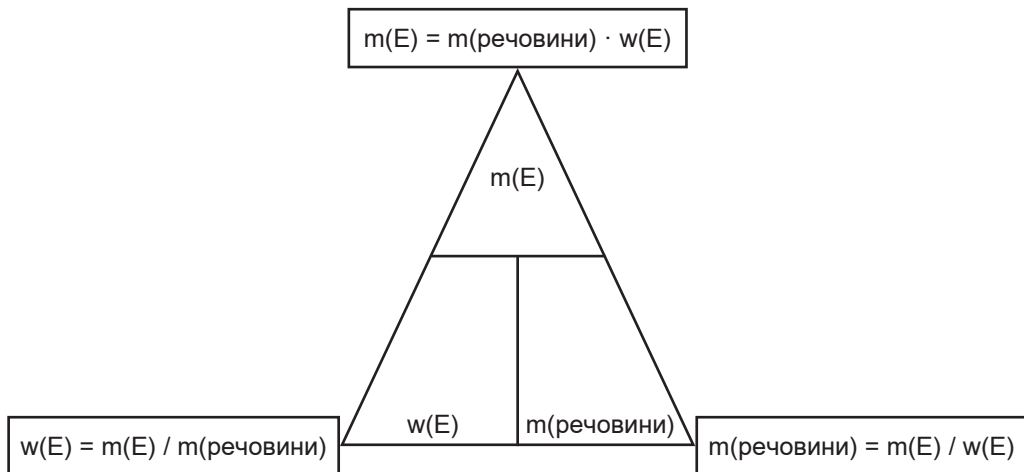 m(E) = m(речовини) · w(E)
m(E)
w(E)
m(речовини)
w(E) = m(E) / m(речовини)
m(речовини) = m(E) / w(E)